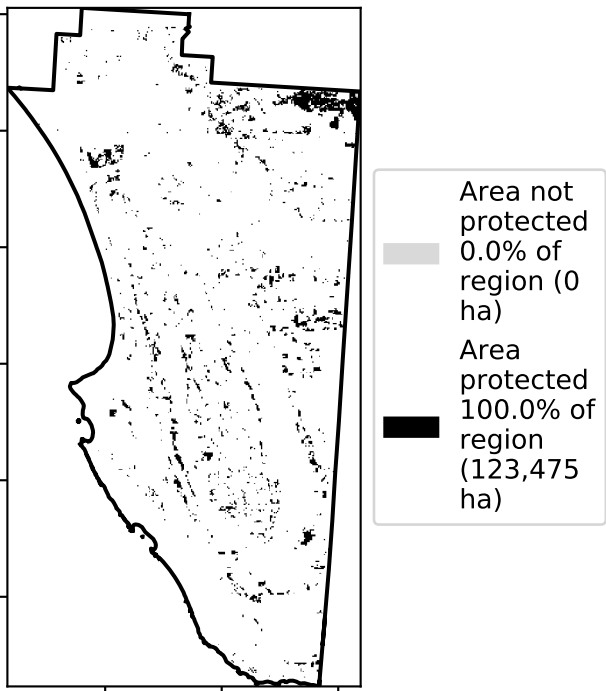 Area not
protected
0.0% of
region (0
ha)
Area
protected
100.0% of
region
(123,475
ha)